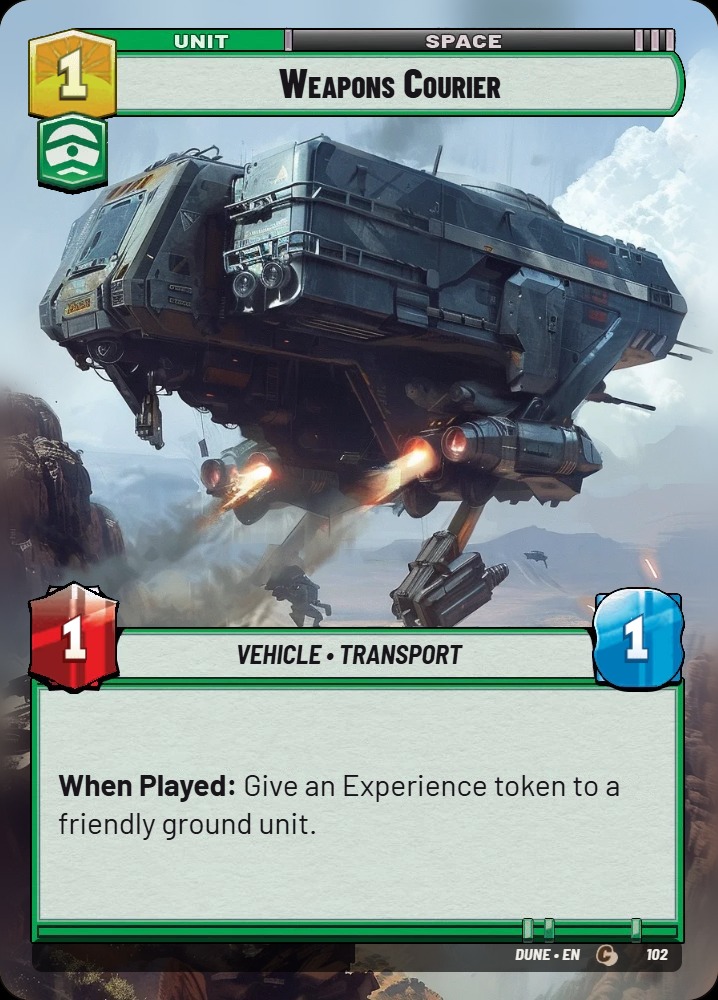 UNIT
SPACE
1
Weapons Courier
1
VEHICLE • TRANSPORT
1
When Played: Give an Experience token to a
friendly ground unit.
DUNE • EN
C
102